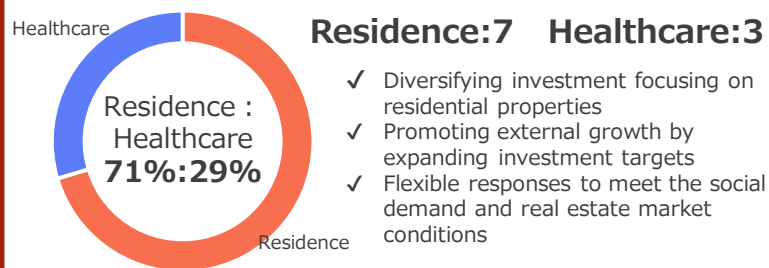 Healthcare
Residence :
Healthcare
71%:29%
Residence
Residence:7 Healthcare:3
✓ Diversifying investment focusing on
residential properties
✓ Promoting external growth by
expanding investment targets
✓ Flexible responses to meet the social
demand and real estate market
conditions